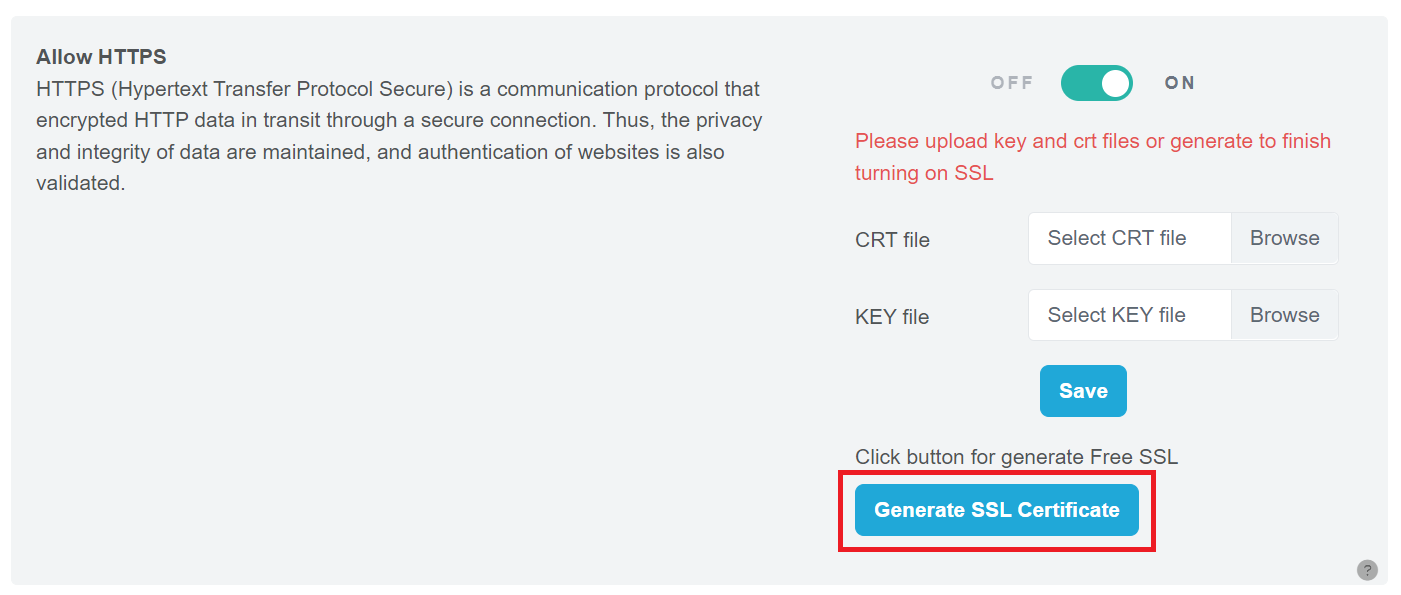 Allow HTTPS
HTTPS (Hypertext Transfer Protocol Secure) is a communication protocol that
encrypted HTTP data in transit through a secure connection. Thus, the privacy
and integrity of data are maintained, and authentication of websites is also
validated.
OFF ON
Please upload key and crt files or generate to finish
turning on SSL
CRT file Select CRT file Browse
KEY file Select KEY file Browse
Save
Click button for generate Free SSL
Generate SSL Certificate
?